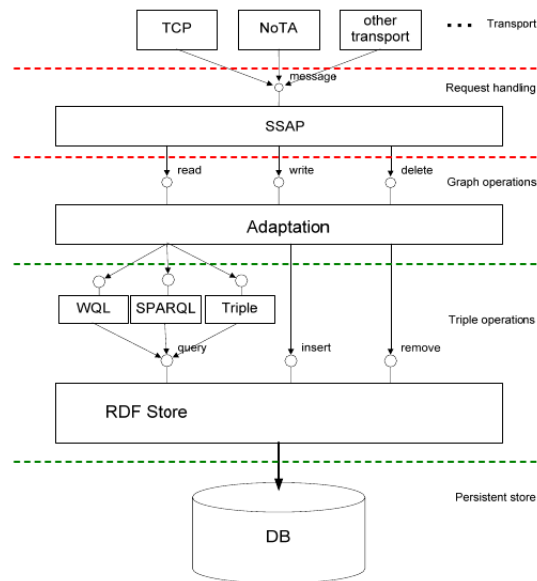 TCP
NoTA
other
transport
Transport
message
Request handling
SSAP
read
write
delete
Graph operations
Adaptation
WQL
SPARQL
Triple
Triple operations
query
insert
remove
RDF Store
Persistent store
DB